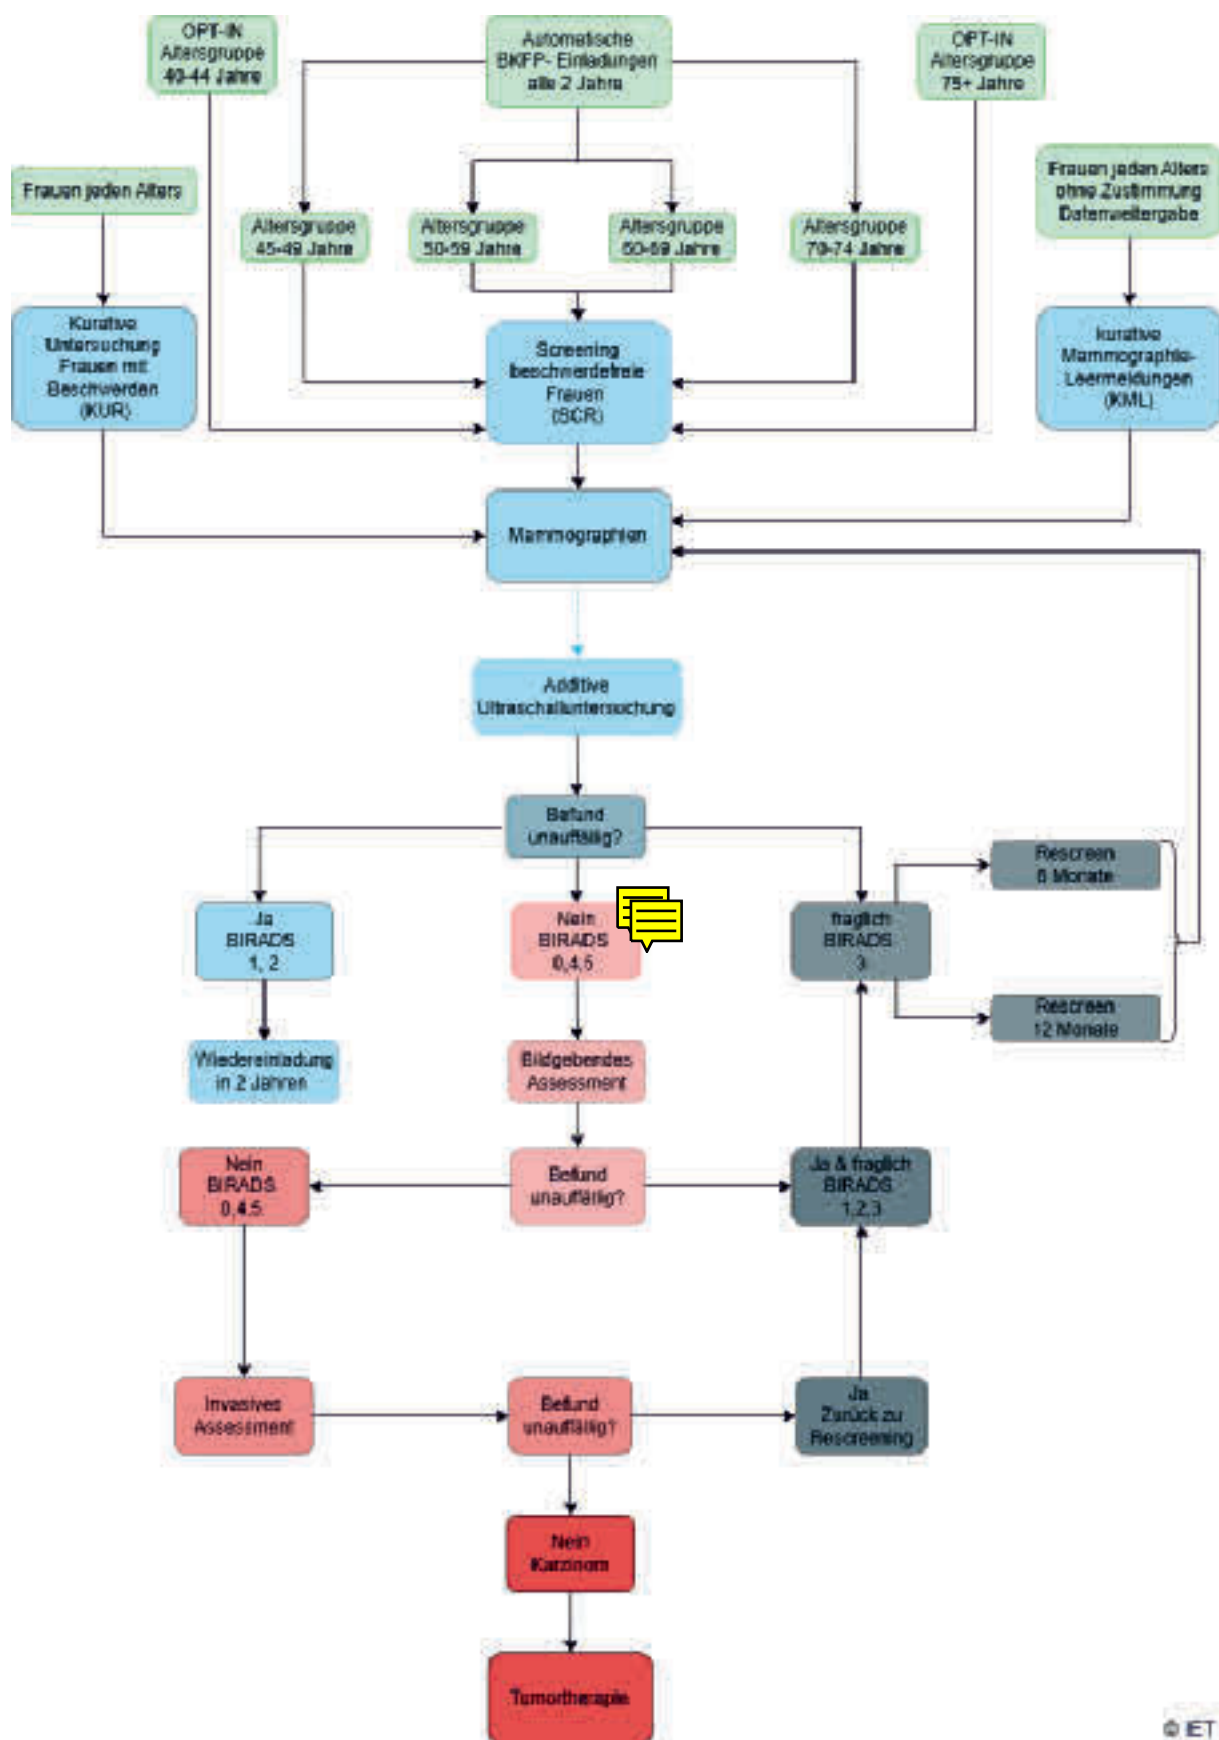 OPT-IN
Altersgruppe
40-44 Jahre
Automatische
BKFP- Einladungen
alle 2 Jahre
OPT-IN
Altersgruppe
75+ Jahre
Frauen jeden Alters
Frauen jeden Alters
ohne Zustimmung
Datenweitergabe
Altersgruppe
45-49 Jahre
Altersgruppe
50-59 Jahre
Altersgruppe
60-69 Jahre
Altersgruppe
70-74 Jahre
Kurative
Untersuchung
Frauen mit
Beschwerden
(KUR)
Screening
beschwerdefreie
Frauen
(SCR)
kurative
Mammographie-
Leermeldungen
(KML)
Mammographien
Additive
Ultraschalluntersuchung
Befund
unauffällig?
Ja
BIRADS
1, 2
Nein
BIRADS
0,4,5
fraglich
BIRADS
3
Rescreen
6 Monate
Rescreen
12 Monate
Wiedereinladung
in 2 Jahren
Bildgebendes
Assessment
Nein
BIRADS
0,4,5
Befund
unauffällig?
Ja & fraglich
BIRADS
1,2,3
Invasives
Assessment
Befund
unauffällig?
Ja
Zurück zu
Rescreening
Nein
Karzinom
Tumortherapie
© IET